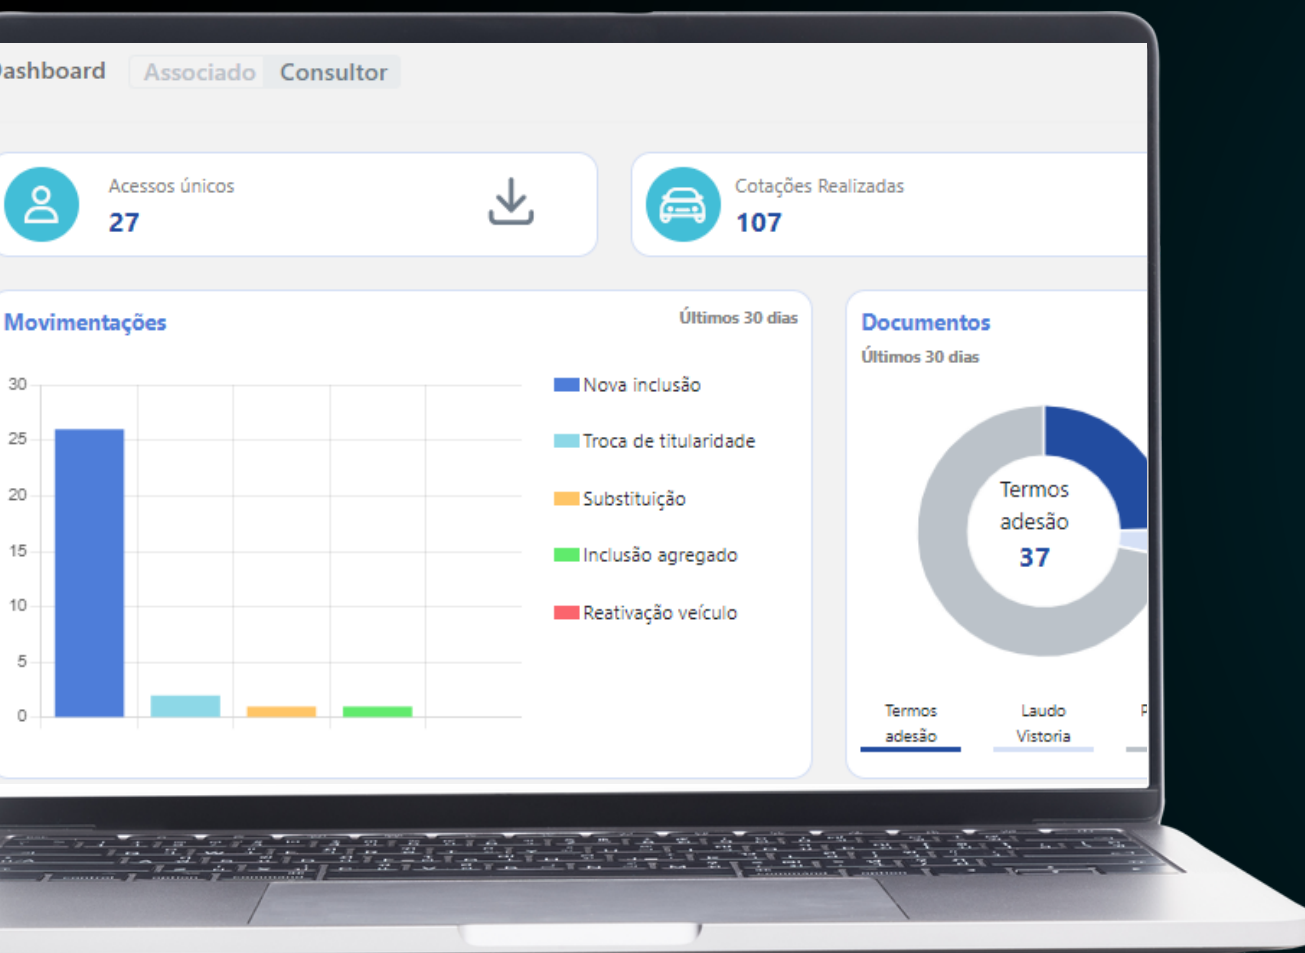 Dashboard Associado Consultor
Acessos únicos
27
Cotações Realizadas
107
Movimentações
Últimos 30 dias
30
25
20
15
10
5
0
Nova inclusão
Troca de titularidade
Substituição
Inclusão agregado
Reativação veículo
Documentos
Últimos 30 dias
Termos
adesão
37
Termos
adesão
Laudo
Vistoria